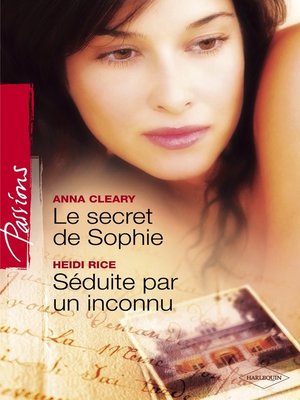 Passions
ANNA CLEARY
Le secret
de Sophie
HEIDI RICE
Séduite par
un inconnu
HARLEQUIN